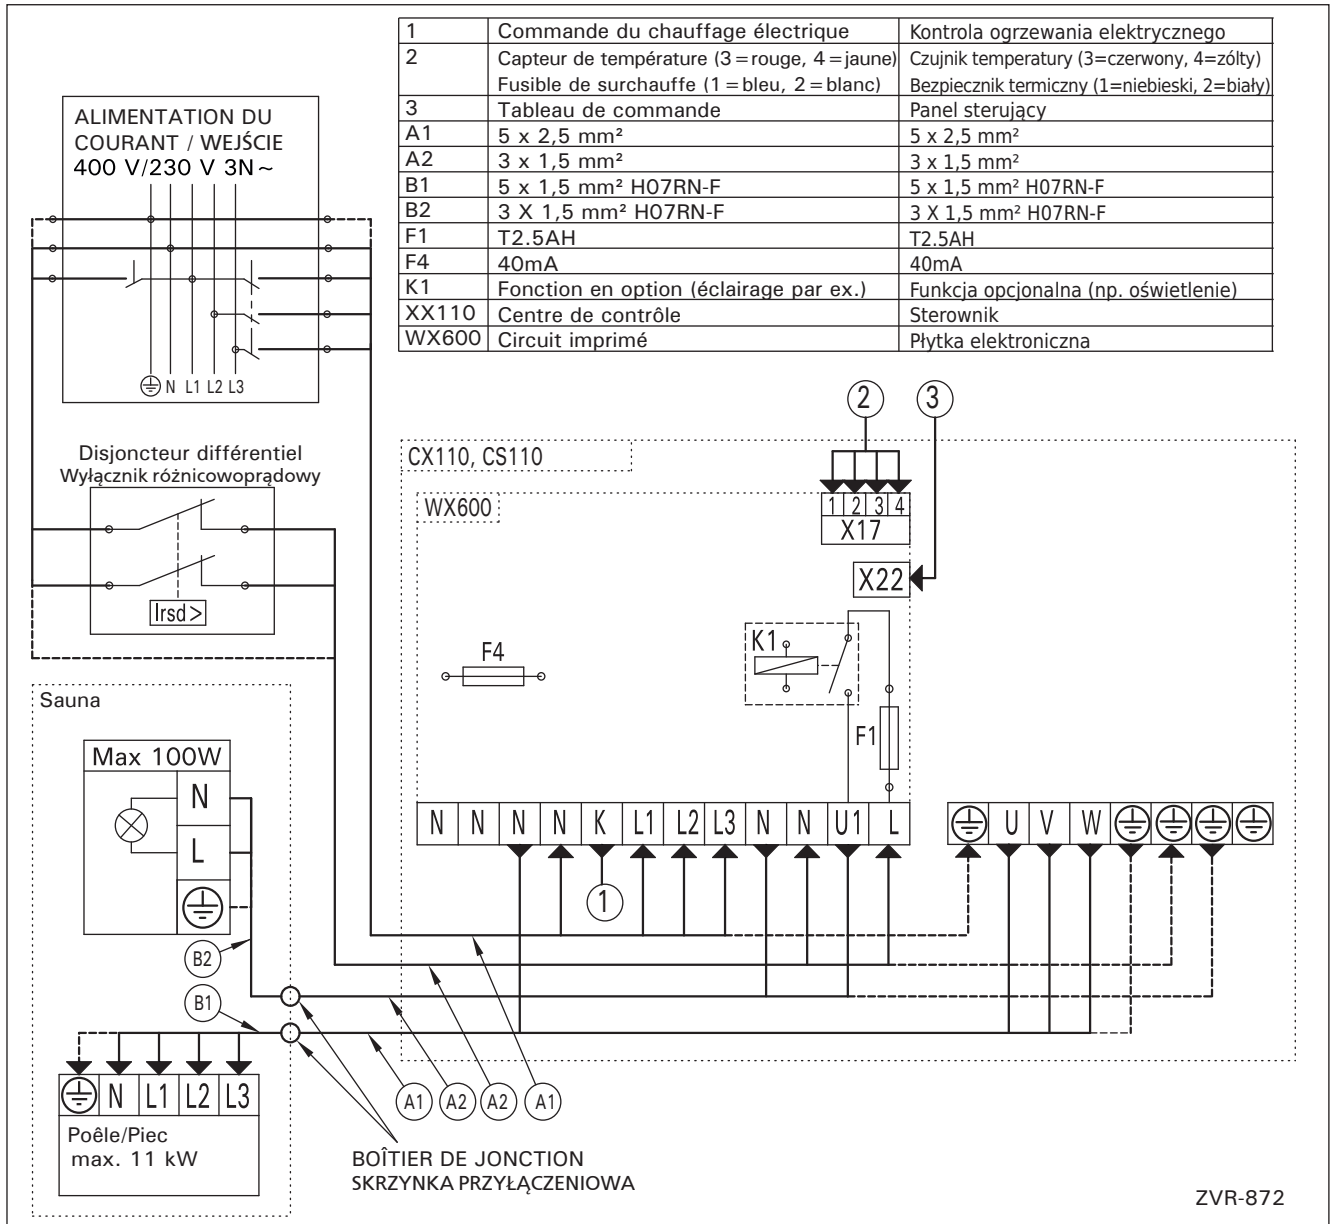 1 Commande du chauffage électrique Kontrola ogrzewania elektrycznego
2 Capteur de température (3=rouge, 4=jaune) Czujnik temperatury (3=czerwony, 4=zólty)
Fusible de surchauffe (1=bleu, 2=blanc) Bezpiecznik termiczny (1=niebieski, 2=biały)
3 Tableau de commande Panel sterujący
A1 5 x 2,5 mm² 5 x 2,5 mm²
A2 3 x 1,5 mm² 3 x 1,5 mm²
B1 5 x 1,5 mm² H07RN-F 5 x 1,5 mm² H07RN-F
B2 3 X 1,5 mm² H07RN-F 3 X 1,5 mm² H07RN-F
F1 T2.5AH T2.5AH
F4 40mA 40mA
K1 Fonction en option (éclairage par ex.) Funkcja opcjonalna (np. oświetlenie)
XX110 Centre de contrôle Sterownik
WX600 Circuit imprimé Płytka elektroniczna
ALIMENTATION DU
COURANT / WEJŚCIE
400 V/230 V 3N~
N L1 L2 L3
Disjoncteur différentiel
Wyłącznik różnicowoprądowy
Irsd>
2 3
CX110, CS110
WX600
1 2 3 4
X17
X22
K1
F4
F1
N N N N K L1 L2 L3 N N U1 L
U V W
1
Sauna
Max 100W
N
L
B2
B1
N L1 L2 L3
Poêle/Piec
max. 11 kW
A1 A2 A2 A1
BOÎTIER DE JONCTION
SKRZYNKA PRZYŁĄCZENIOWA
ZVR-872